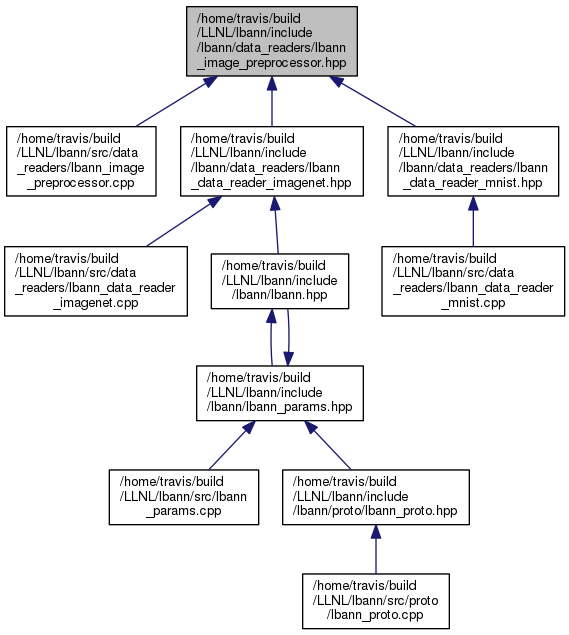 /home/travis/build
/LLNL/lbann/include
/lbann/data_readers/lbann
_image_preprocessor.hpp
/home/travis/build
/LLNL/lbann/src/data
_readers/lbann_image
_preprocessor.cpp
/home/travis/build
/LLNL/lbann/include
/lbann/data_readers/lbann
_data_reader_imagenet.hpp
/home/travis/build
/LLNL/lbann/include
/lbann/data_readers/lbann
_data_reader_mnist.hpp
/home/travis/build
/LLNL/lbann/src/data
_readers/lbann_data_reader
_imagenet.cpp
/home/travis/build
/LLNL/lbann/include
/lbann/lbann.hpp
/home/travis/build
/LLNL/lbann/src/data
_readers/lbann_data_reader
_mnist.cpp
/home/travis/build
/LLNL/lbann/include
/lbann/lbann_params.hpp
/home/travis/build
/LLNL/lbann/src/lbann
_params.cpp
/home/travis/build
/LLNL/lbann/include
/lbann/proto/lbann_proto.hpp
/home/travis/build
/LLNL/lbann/src/proto
/lbann_proto.cpp